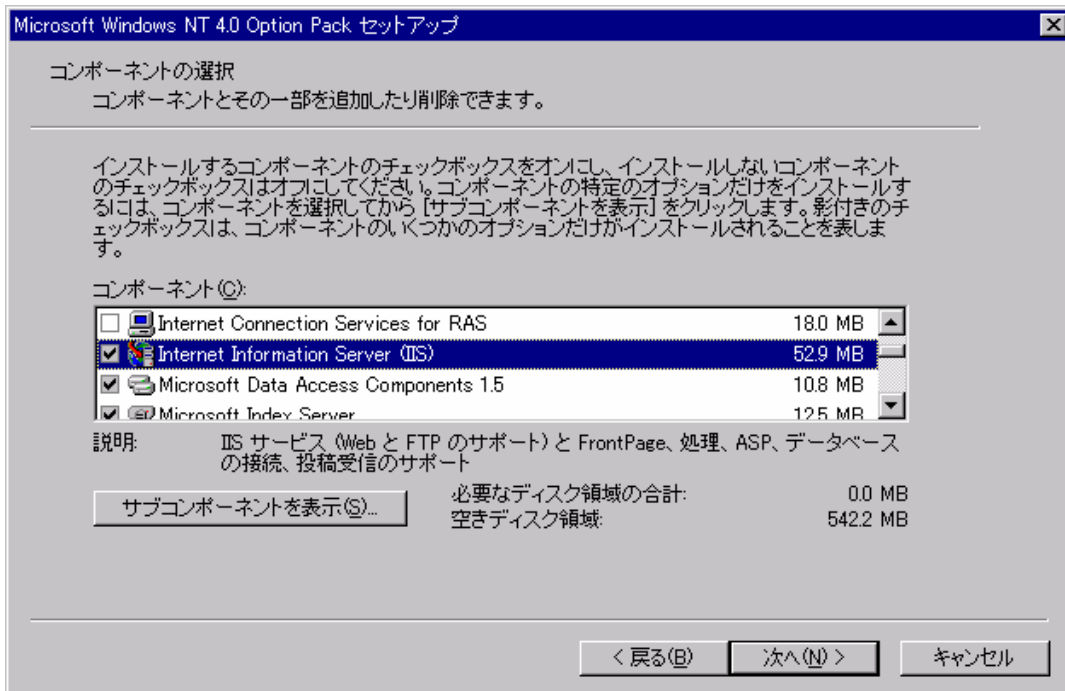 Microsoft Windows NT 4.0 Option Pack セットアップ
コンポーネントの選択
コンポーネントとその一部を追加したり削除できます。
インストールするコンポーネントのチェックボックスをオンにし、インストールしないコンポーネント
のチェックボックスはオフにしてください。コンポーネントの特定のオプションだけをインストールす
るには、コンポーネントを選択してから [サブコンポーネントを表示] をクリックします。影付きのチ
ェックボックスは、コンポーネントのいくつかのオプションだけがインストールされることを表しま
す。
コンポーネント(C):
Internet Connection Services for RAS 18.0 MB
Internet Information Server (IIS) 52.9 MB
Microsoft Data Access Components 1.5 10.8 MB
Microsoft Index Server 12.5 MB
説明: IIS サービス (Web と FTP のサポート) と FrontPage、処理、ASP、データベース
の接続、投稿受信のサポート
サブコンポーネントを表示(S)...
必要なディスク領域の合計: 0.0 MB
空きディスク領域: 542.2 MB
< 戻る(B) 次へ(N) > キャンセル